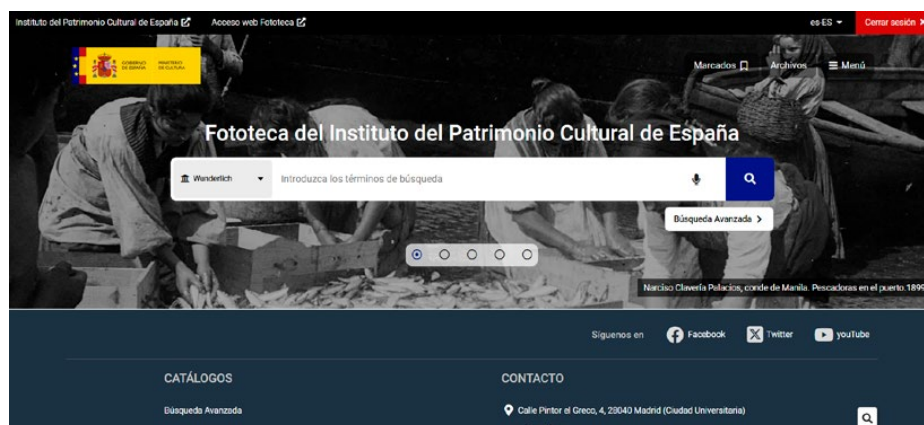 Instituto del Patrimonio Cultural de España Acceso web Fototeca es-ES Cerrar sesión
GOBIERNO DE ESPAÑA MINISTERIO DE CULTURA
Marcados Archivos Menú
Fototeca del Instituto del Patrimonio Cultural de España
Wunderlich Introduzca los términos de búsqueda
Búsqueda Avanzada
Narciso Clavería Palacios, conde de Manila. Pescadoras en el puerto.1899
Síguenos en Facebook Twitter youTube
CATÁLOGOS CONTACTO
Búsqueda Avanzada Calle Pintor el Greco, 4, 28040 Madrid (Ciudad Universitaria)